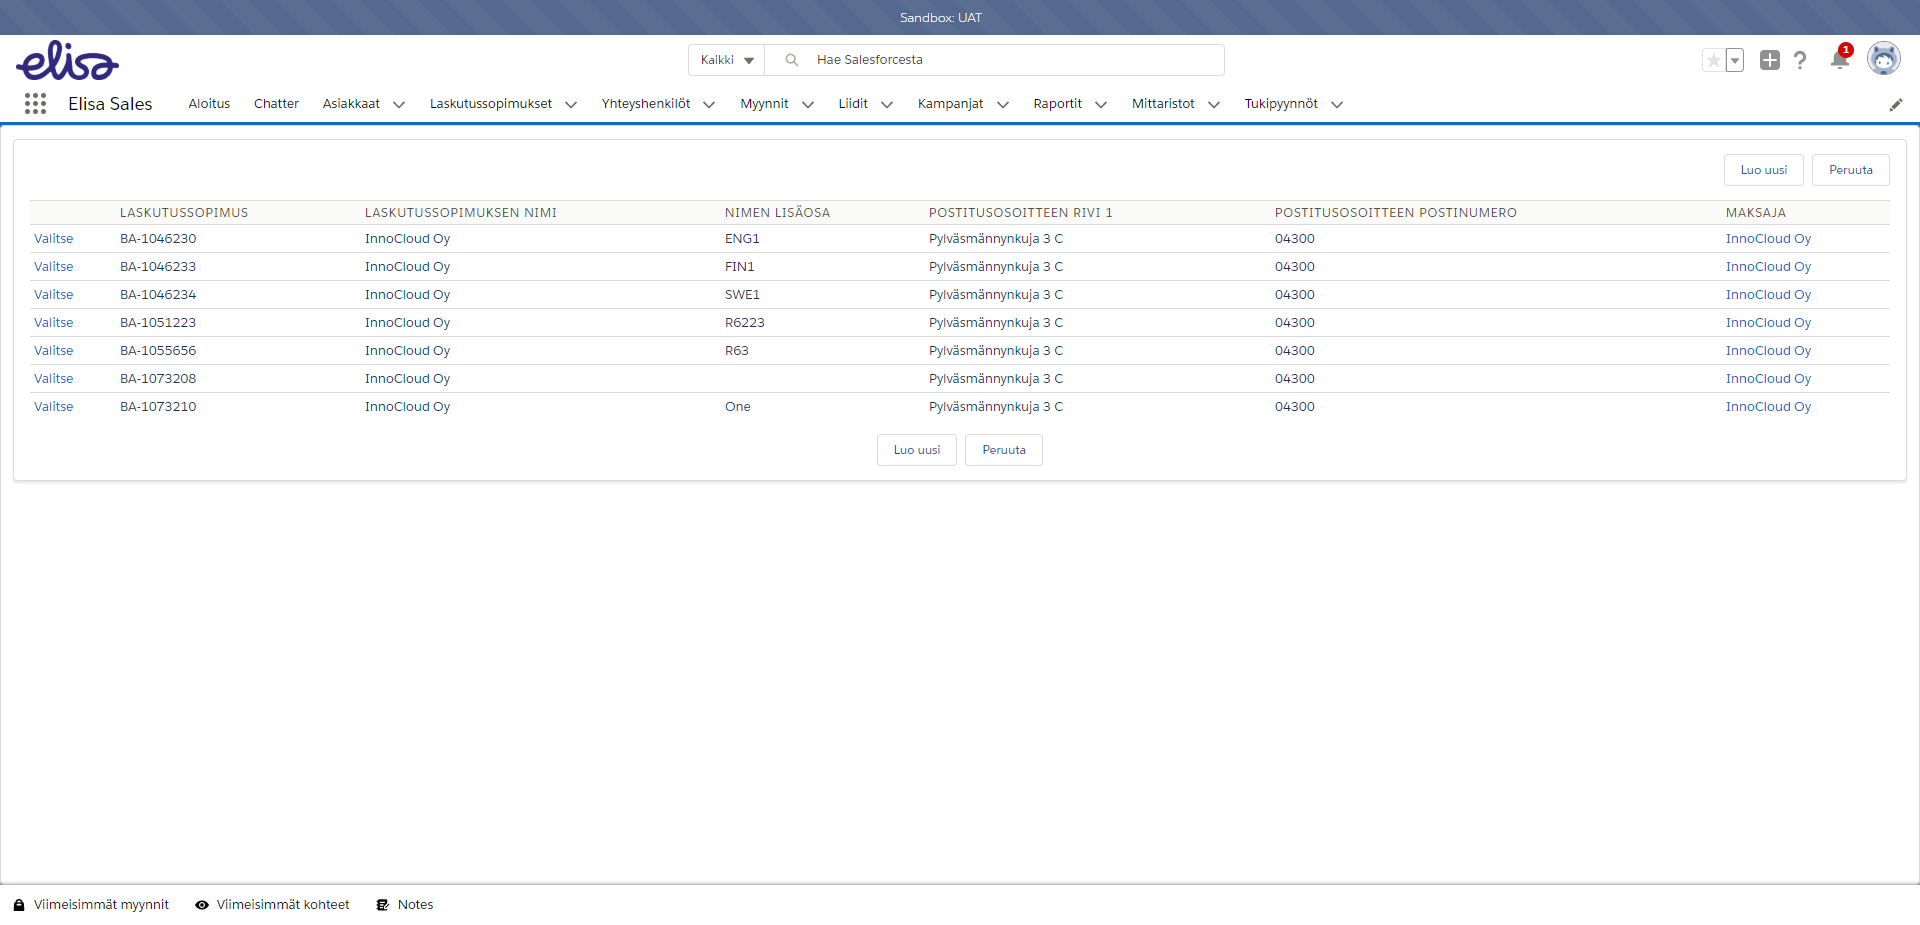 Sandbox: UAT
elisa
Kaikki Hae Salesforcesta 1
Elisa Sales Aloitus Chatter Asiakkaat Laskutussopimukset Yhteyshenkilöt Myynnit Liidit Kampanjat Raportit Mittaristot Tukipyynnöt
Luo uusi Peruuta
LASKUTUSSOPIMUS LASKUTUSSOPIMUKSEN NIMI NIMEN LISÄOSA POSTITUSOSOITTEEN RIVI 1 POSTITUSOSOITTEEN POSTINUMERO MAKSAJA
Valitse BA-1046230 InnoCloud Oy ENG1 Pylväsmännynkuja 3 C 04300 InnoCloud Oy
Valitse BA-1046233 InnoCloud Oy FIN1 Pylväsmännynkuja 3 C 04300 InnoCloud Oy
Valitse BA-1046234 InnoCloud Oy SWE1 Pylväsmännynkuja 3 C 04300 InnoCloud Oy
Valitse BA-1051223 InnoCloud Oy R6223 Pylväsmännynkuja 3 C 04300 InnoCloud Oy
Valitse BA-1055656 InnoCloud Oy R63 Pylväsmännynkuja 3 C 04300 InnoCloud Oy
Valitse BA-1073208 InnoCloud Oy Pylväsmännynkuja 3 C 04300 InnoCloud Oy
Valitse BA-1073210 InnoCloud Oy One Pylväsmännynkuja 3 C 04300 InnoCloud Oy
Luo uusi Peruuta
Viimeisimmät myynnit Viimeisimmät kohteet Notes